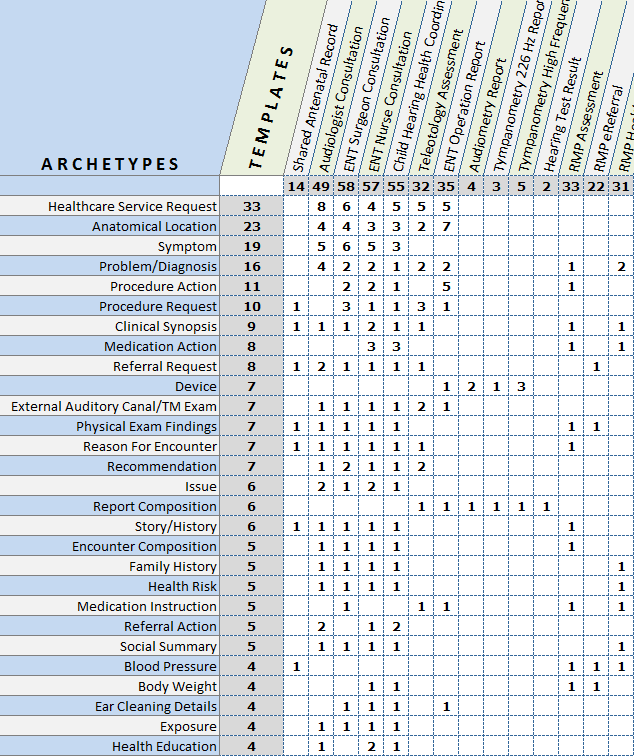 TEMPLATES
Shared Antenatal Record
Audiologist Consultation
ENT Surgeon Consultation
ENT Nurse Consultation
Child Hearing Health Coordin
Teleotology Assessment
ENT Operation Report
Audiometry Report
Tympanometry 226 Hz Repor
Tympanometry High Frequen
Hearing Test Result
RMP Assessment
RMP eReferral
ARCHETYPES
14 49 58 57 55 32 35 4 3 5 2 33 22 31
Healthcare Service Request 33 8 6 4 5 5 5
Anatomical Location 23 4 4 3 3 2 7
Symptom 19 5 6 5 3
Problem/Diagnosis 16 4 2 2 1 2 2 1 2
Procedure Action 11 2 2 1 5 1
Procedure Request 10 1 3 1 1 3 1
Clinical Synopsis 9 1 1 1 2 1 1 1 1
Medication Action 8 3 3 1 1
Referral Request 8 1 2 1 1 1 1 1
Device 7 1 2 1 3
External Auditory Canal/TM Exam 7 1 1 1 1 2 1
Physical Exam Findings 7 1 1 1 1 1 1 1
Reason For Encounter 7 1 1 1 1 1 1 1
Recommendation 7 1 2 1 1 2
Issue 6 2 1 2 1
Report Composition 6 1 1 1 1 1 1
Story/History 6 1 1 1 1 1 1
Encounter Composition 5 1 1 1 1 1
Family History 5 1 1 1 1 1
Health Risk 5 1 1 1 1 1
Medication Instruction 5 1 1 1 1 1
Referral Action 5 2 1 2
Social Summary 5 1 1 1 1 1
Blood Pressure 4 1 1 1 1
Body Weight 4 1 1 1 1
Ear Cleaning Details 4 1 1 1 1
Exposure 4 1 1 1 1
Health Education 4 1 2 1